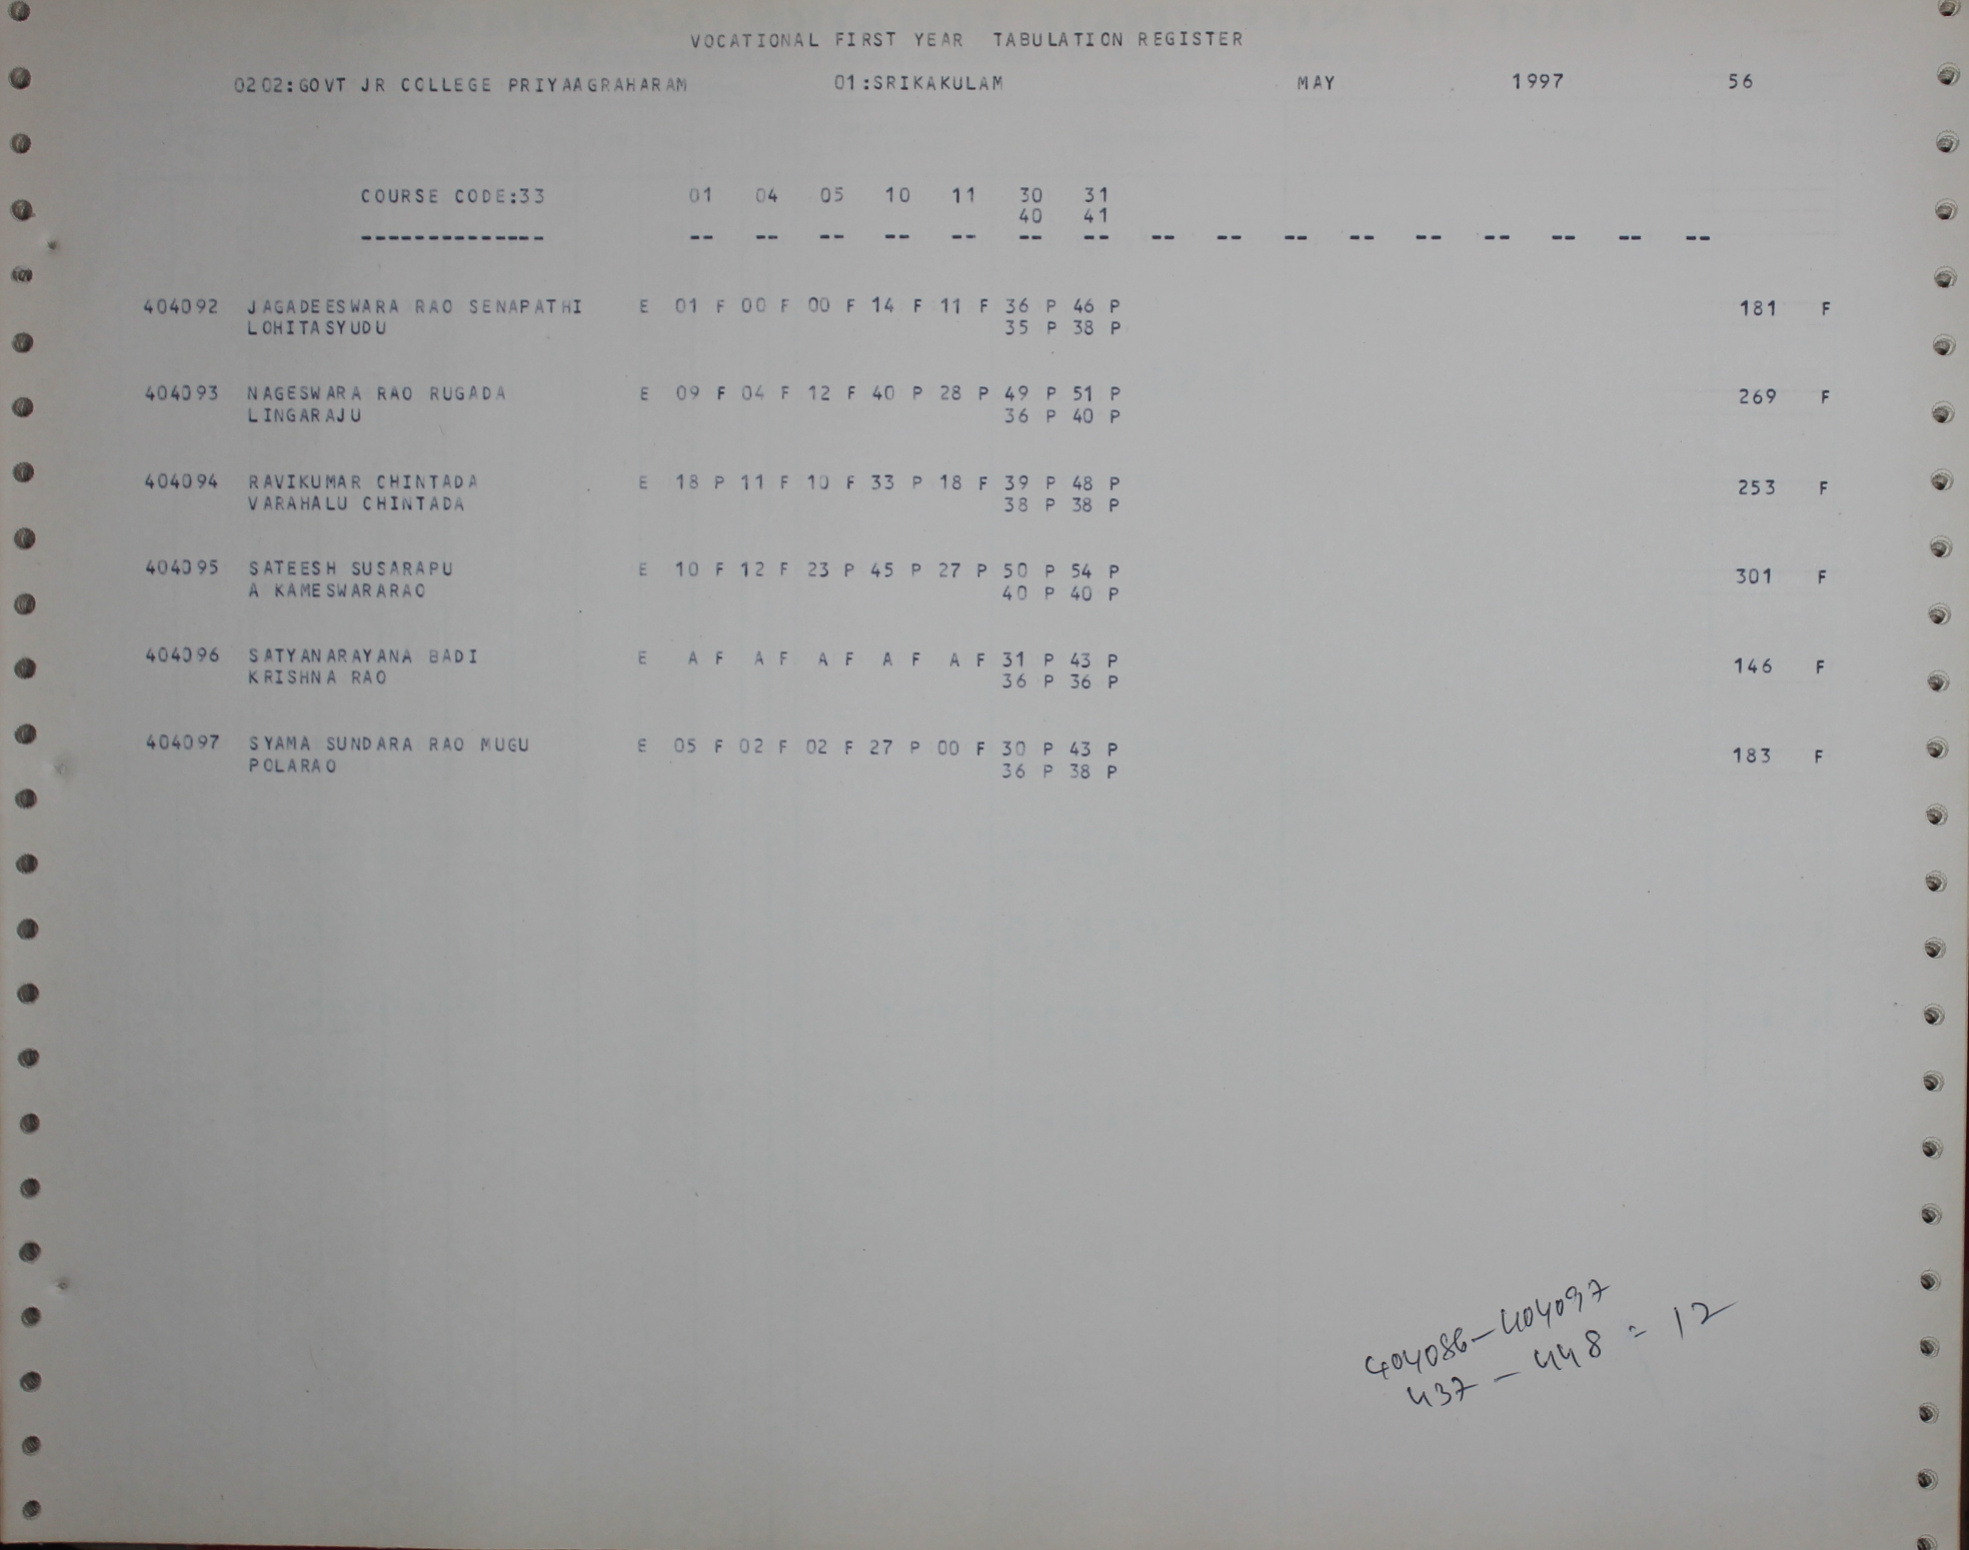 VOCATIONAL FIRST YEAR TABULATION REGISTER
0202:GOVT JR COLLEGE PRIYAAGRAHARAM 01:SRIKAKULAM MAY 1997 56
COURSE CODE:33 01 04 05 10 11 30 31
40 41
-------------- -- -- -- -- -- -- -- -- -- -- -- -- -- -- -- --
404092 JAGADEESWARA RAO SENAPATHI E 01 F 00 F 00 F 14 F 11 F 36 P 46 P 181 F
LOHITASYUDU 35 P 38 P
404093 NAGESWARA RAO RUGADA E 09 F 04 F 12 F 40 P 28 P 49 P 51 P 269 F
LINGARAJU 36 P 40 P
404094 RAVIKUMAR CHINTADA E 18 P 11 F 10 F 33 P 18 F 39 P 48 P 253 F
VARAHALU CHINTADA 38 P 38 P
404095 SATEESH SUSARAPU E 10 F 12 F 23 P 45 P 27 P 50 P 54 P 301 F
A KAMESWARARAO 40 P 40 P
404096 SATYANARAYANA BADI E A F A F A F A F A F 31 P 43 P 146 F
KRISHNA RAO 36 P 36 P
404097 SYAMA SUNDARA RAO MUGU E 05 F 02 F 02 F 27 P 00 F 30 P 43 P 183 F
POLARAO 36 P 38 P
404086-404097
437-448 = 12